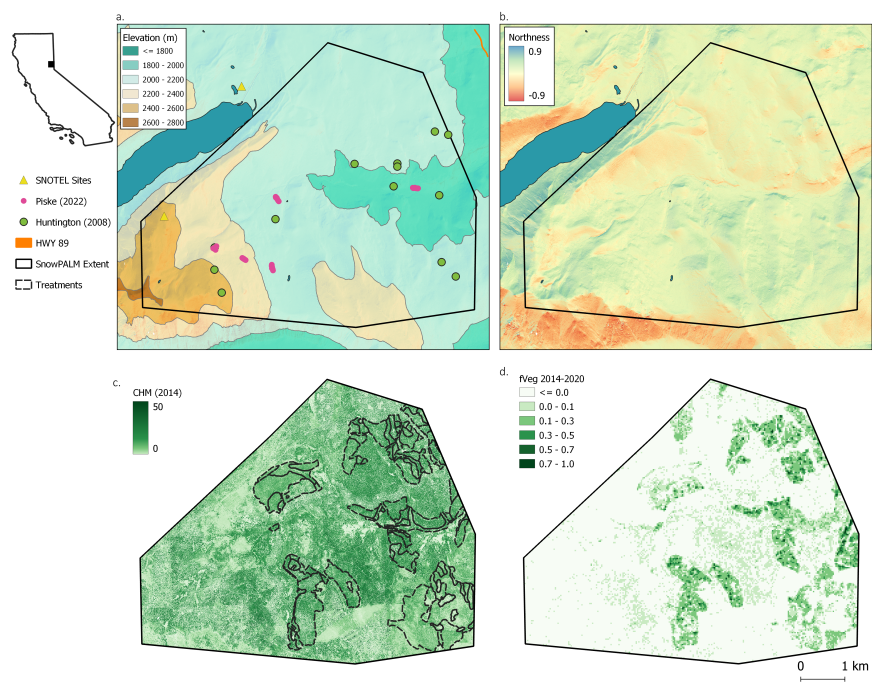 a.
Elevation (m)
<= 1800
1800 - 2000
2000 - 2200
2200 - 2400
2400 - 2600
2600 - 2800
b.
Northness
0.9
-0.9
SNOTEL Sites
Piske (2022)
Huntington (2008)
HWY 89
SnowPALM Extent
Treatments
c.
CHM (2014)
50
0
d.
fVeg 2014-2020
<= 0.0
0.0 - 0.1
0.1 - 0.3
0.3 - 0.5
0.5 - 0.7
0.7 - 1.0
0 1 km